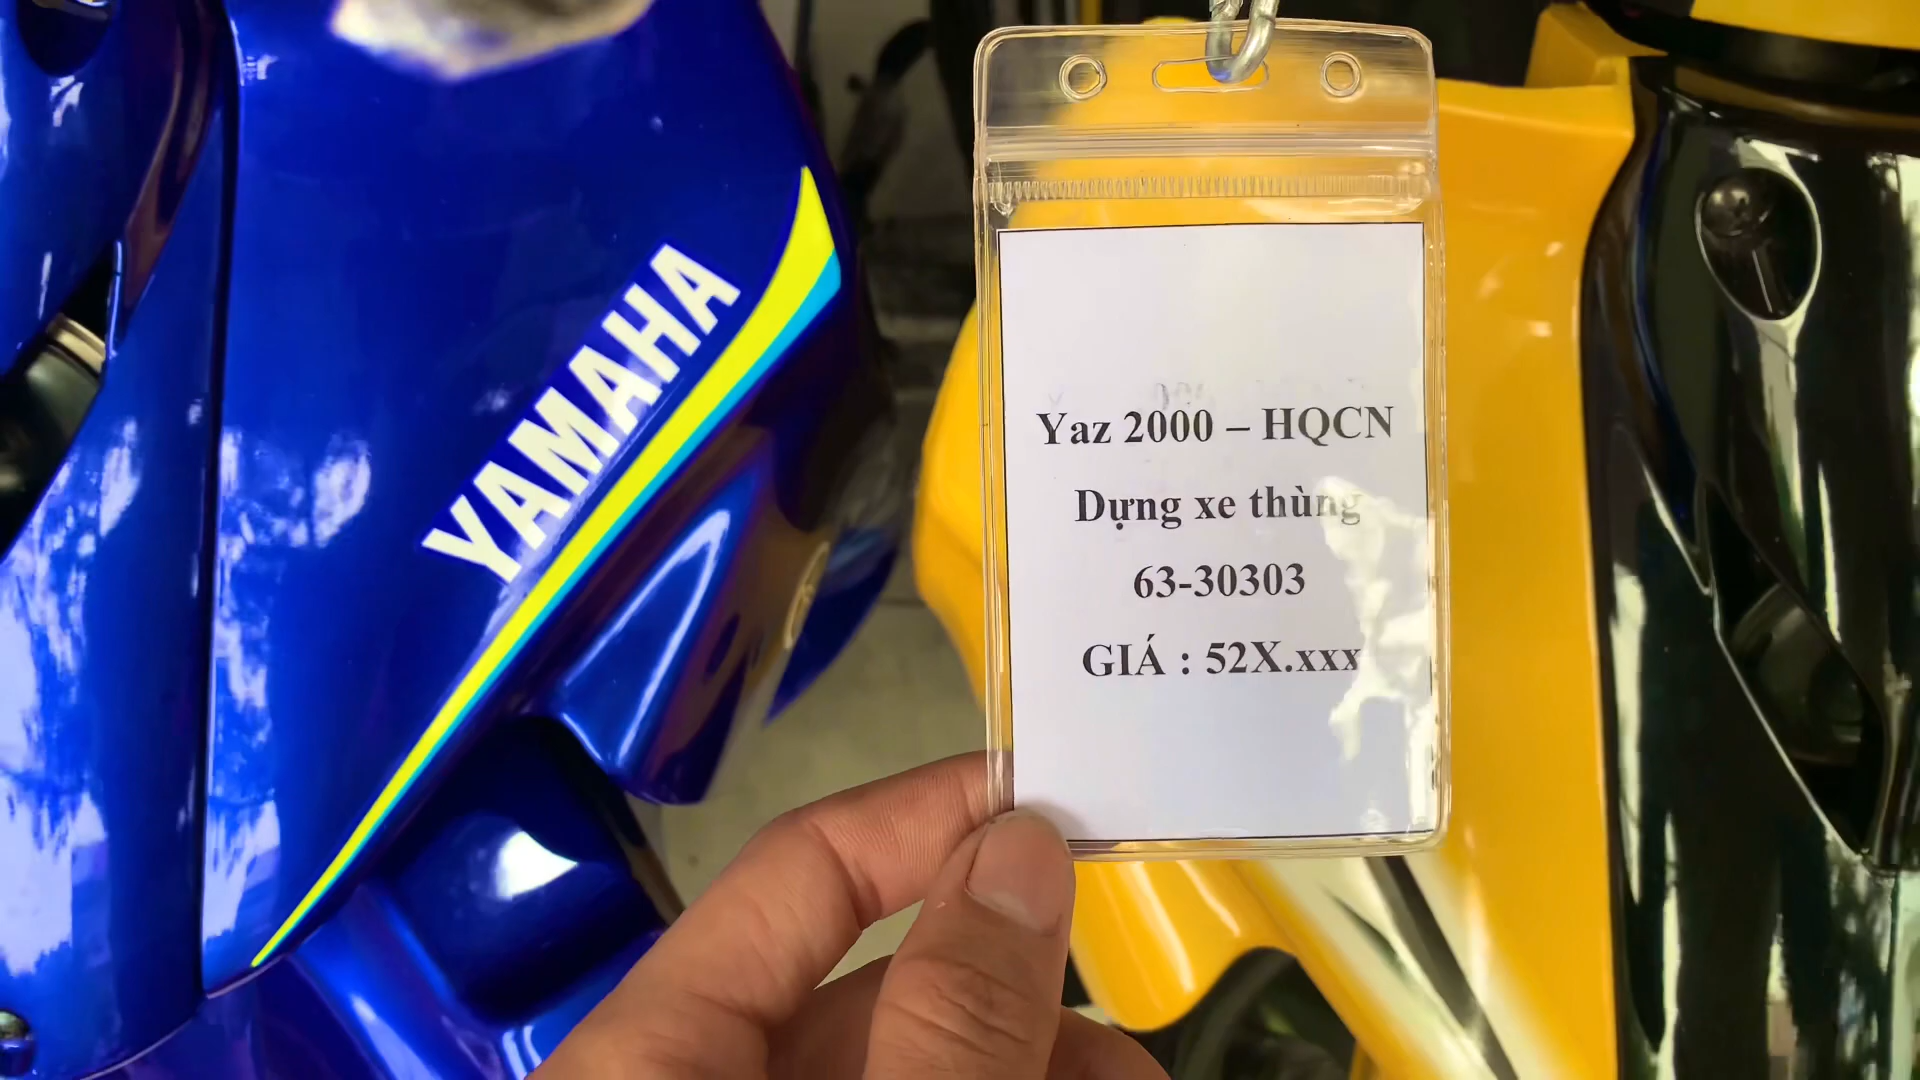 YAMAHA
Yaz 2000 – HQCN
Dựng xe thùng
63-30303
GIÁ : 52X.xxx